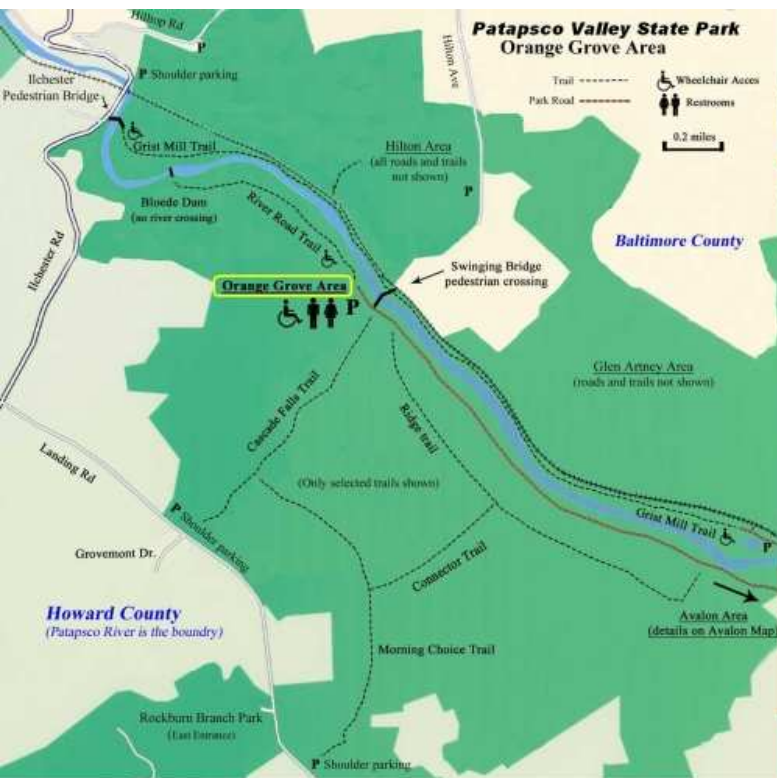 Patapsco Valley State Park
Orange Grove Area
Trail
Park Road
Wheelchair Acces
Restrooms
0.2 miles
Hilltop Rd
P
P Shoulder parking
Hilton Ave
Ilchester
Pedestrian Bridge
Grist Mill Trail
Hilton Area
(all roads and trails
not shown)
P
Bloede Dam
(no river crossing)
River Road Trail
Ilchester Rd
Baltimore County
Swinging Bridge
pedestrian crossing
Orange Grove Area
P
Glen Artney Area
(roads and trails not shown)
Cascade Falls Trail
Ridge trail
Landing Rd
(Only selected trails shown)
P Shoulder parking
Grist Mill Trail
P
Grovemont Dr.
Connector Trail
Howard County
(Patapsco River is the boundry)
Avalon Area
(details on Avalon Map)
Morning Choice Trail
Rockburn Branch Park
(East Entrance)
P Shoulder parking